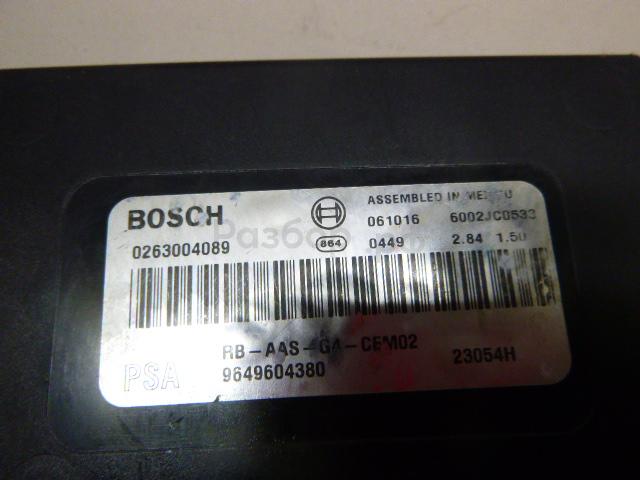 ASSEMBLED IN MEXICO
BOSCH
061016 6002JC0533
0263004089
864
0449 2.84 1.50
RB-AAS-GA-CEM02
23054H
PSA
9649604380